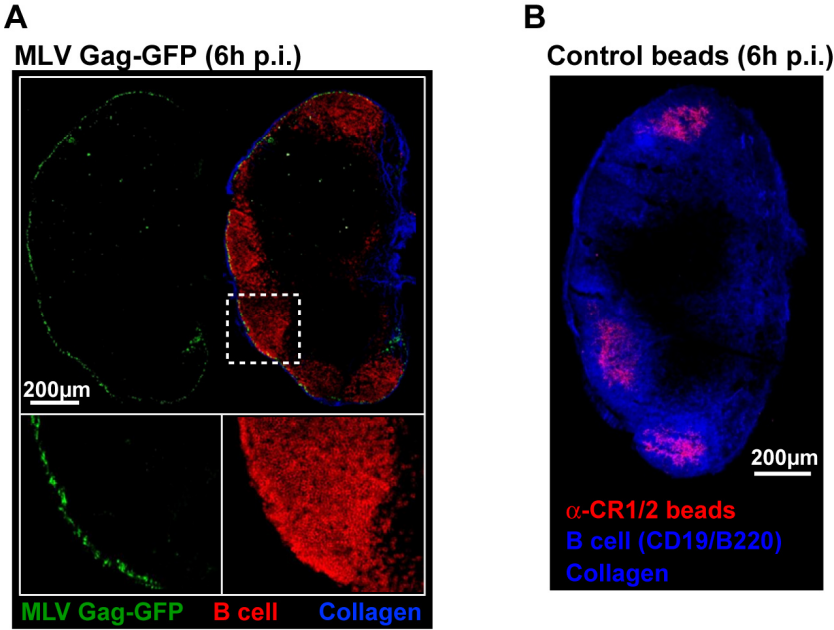 A
MLV Gag-GFP (6h p.i.)
200µm
MLV Gag-GFP B cell Collagen
B
Control beads (6h p.i.)
200µm
α-CR1/2 beads
B cell (CD19/B220)
Collagen